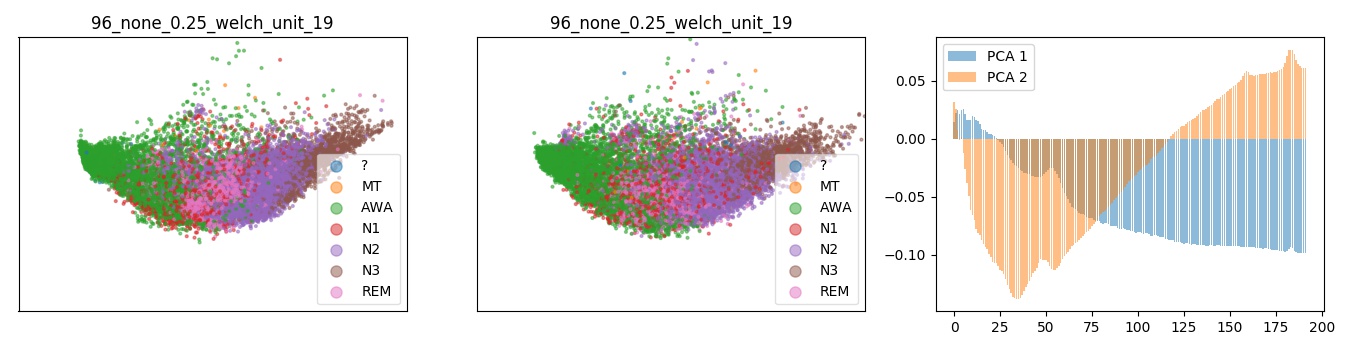 96_none_0.25_welch_unit_19
?
MT
AWA
N1
N2
N3
REM
96_none_0.25_welch_unit_19
?
MT
AWA
N1
N2
N3
REM
PCA 1
PCA 2
0.05
0.00
−0.05
−0.10
0 25 50 75 100 125 150 175 200